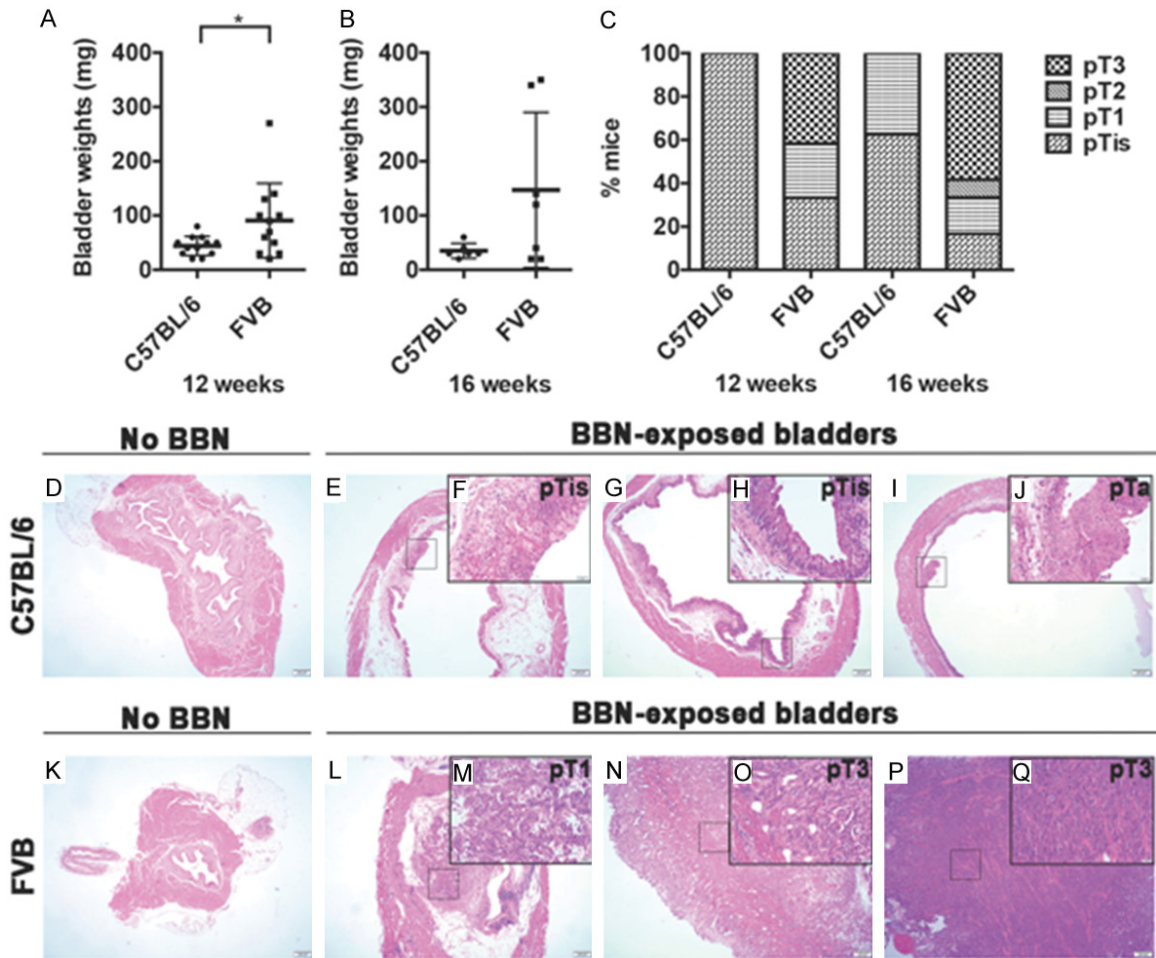 A
Bladder weights (mg)
400
300
200
100
0
*
C57BL/6
FVB
12 weeks
B
Bladder weights (mg)
400
300
200
100
0
C57BL/6
FVB
16 weeks
C
% mice
100
80
60
40
20
0
C57BL/6
FVB
C57BL/6
FVB
12 weeks
16 weeks
pT3
pT2
pT1
pTis
No BBN
BBN-exposed bladders
C57BL/6
D
E
F
pTis
G
H
pTis
I
J
pTa
No BBN
BBN-exposed bladders
FVB
K
L
M
pT1
N
O
pT3
P
Q
pT3